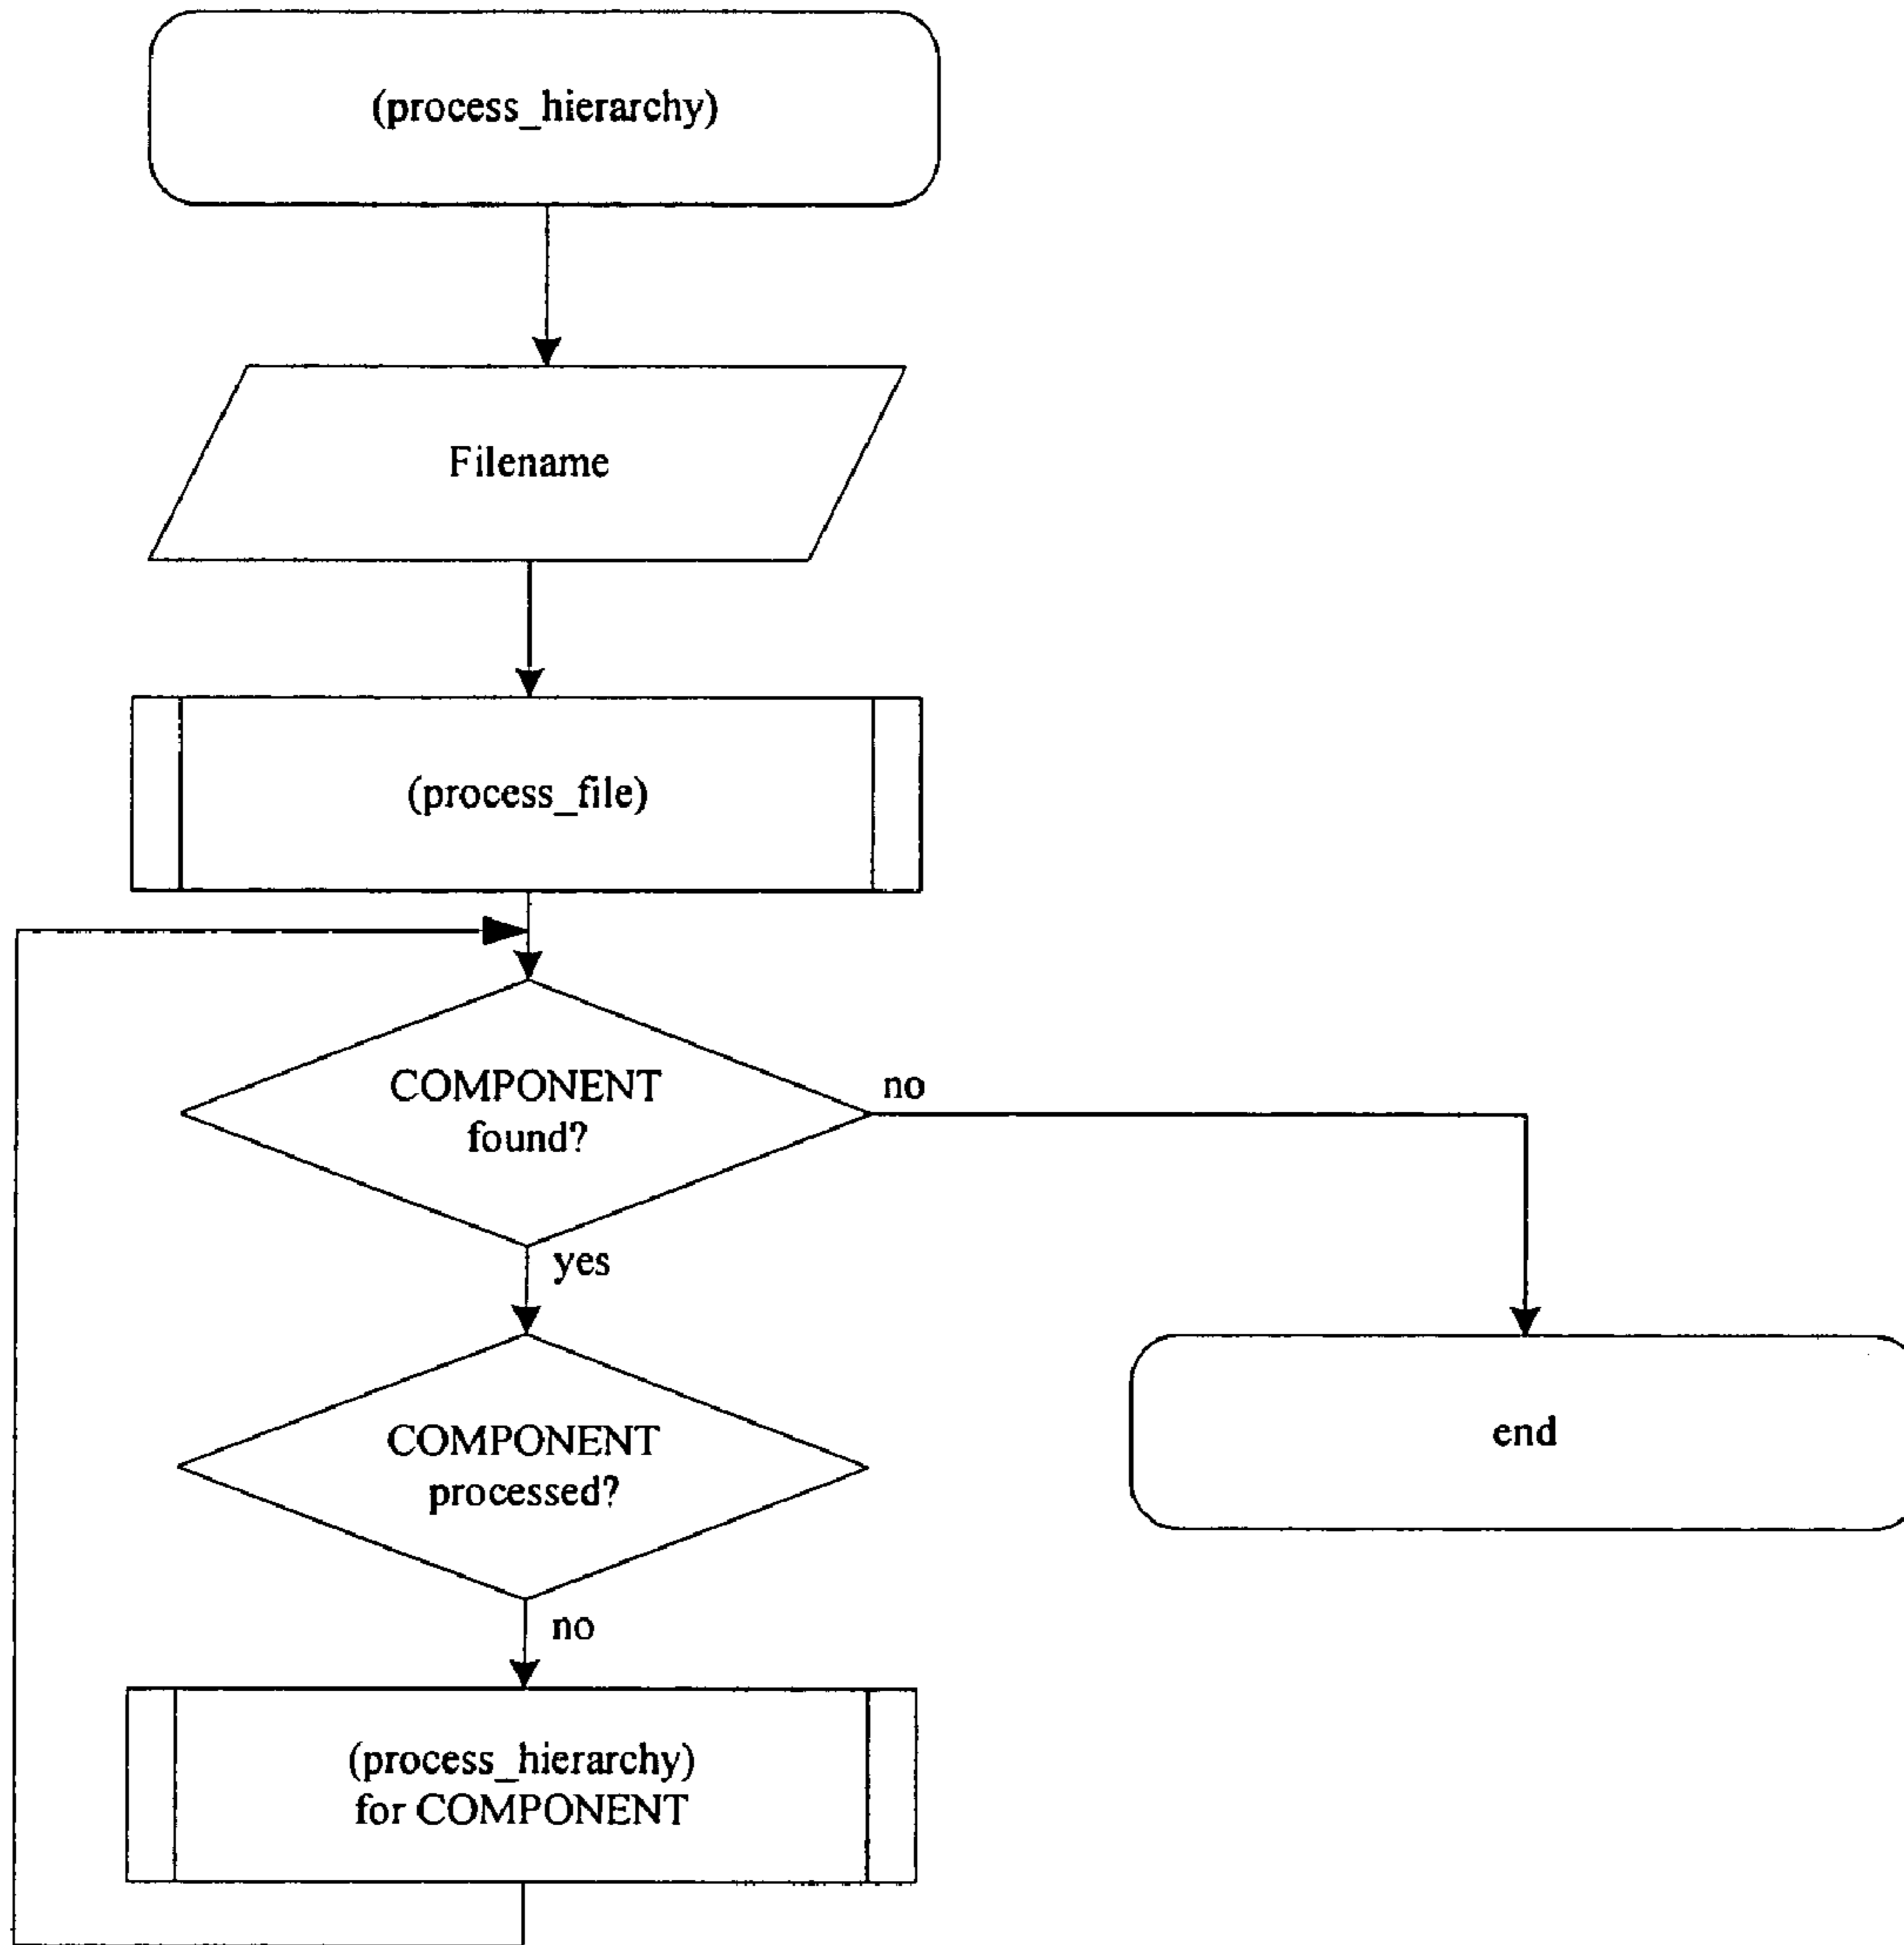 (process_hierarchy)
Filename
(process_file)
COMPONENT
found?
no
yes
COMPONENT
processed?
end
no
(process_hierarchy)
for COMPONENT